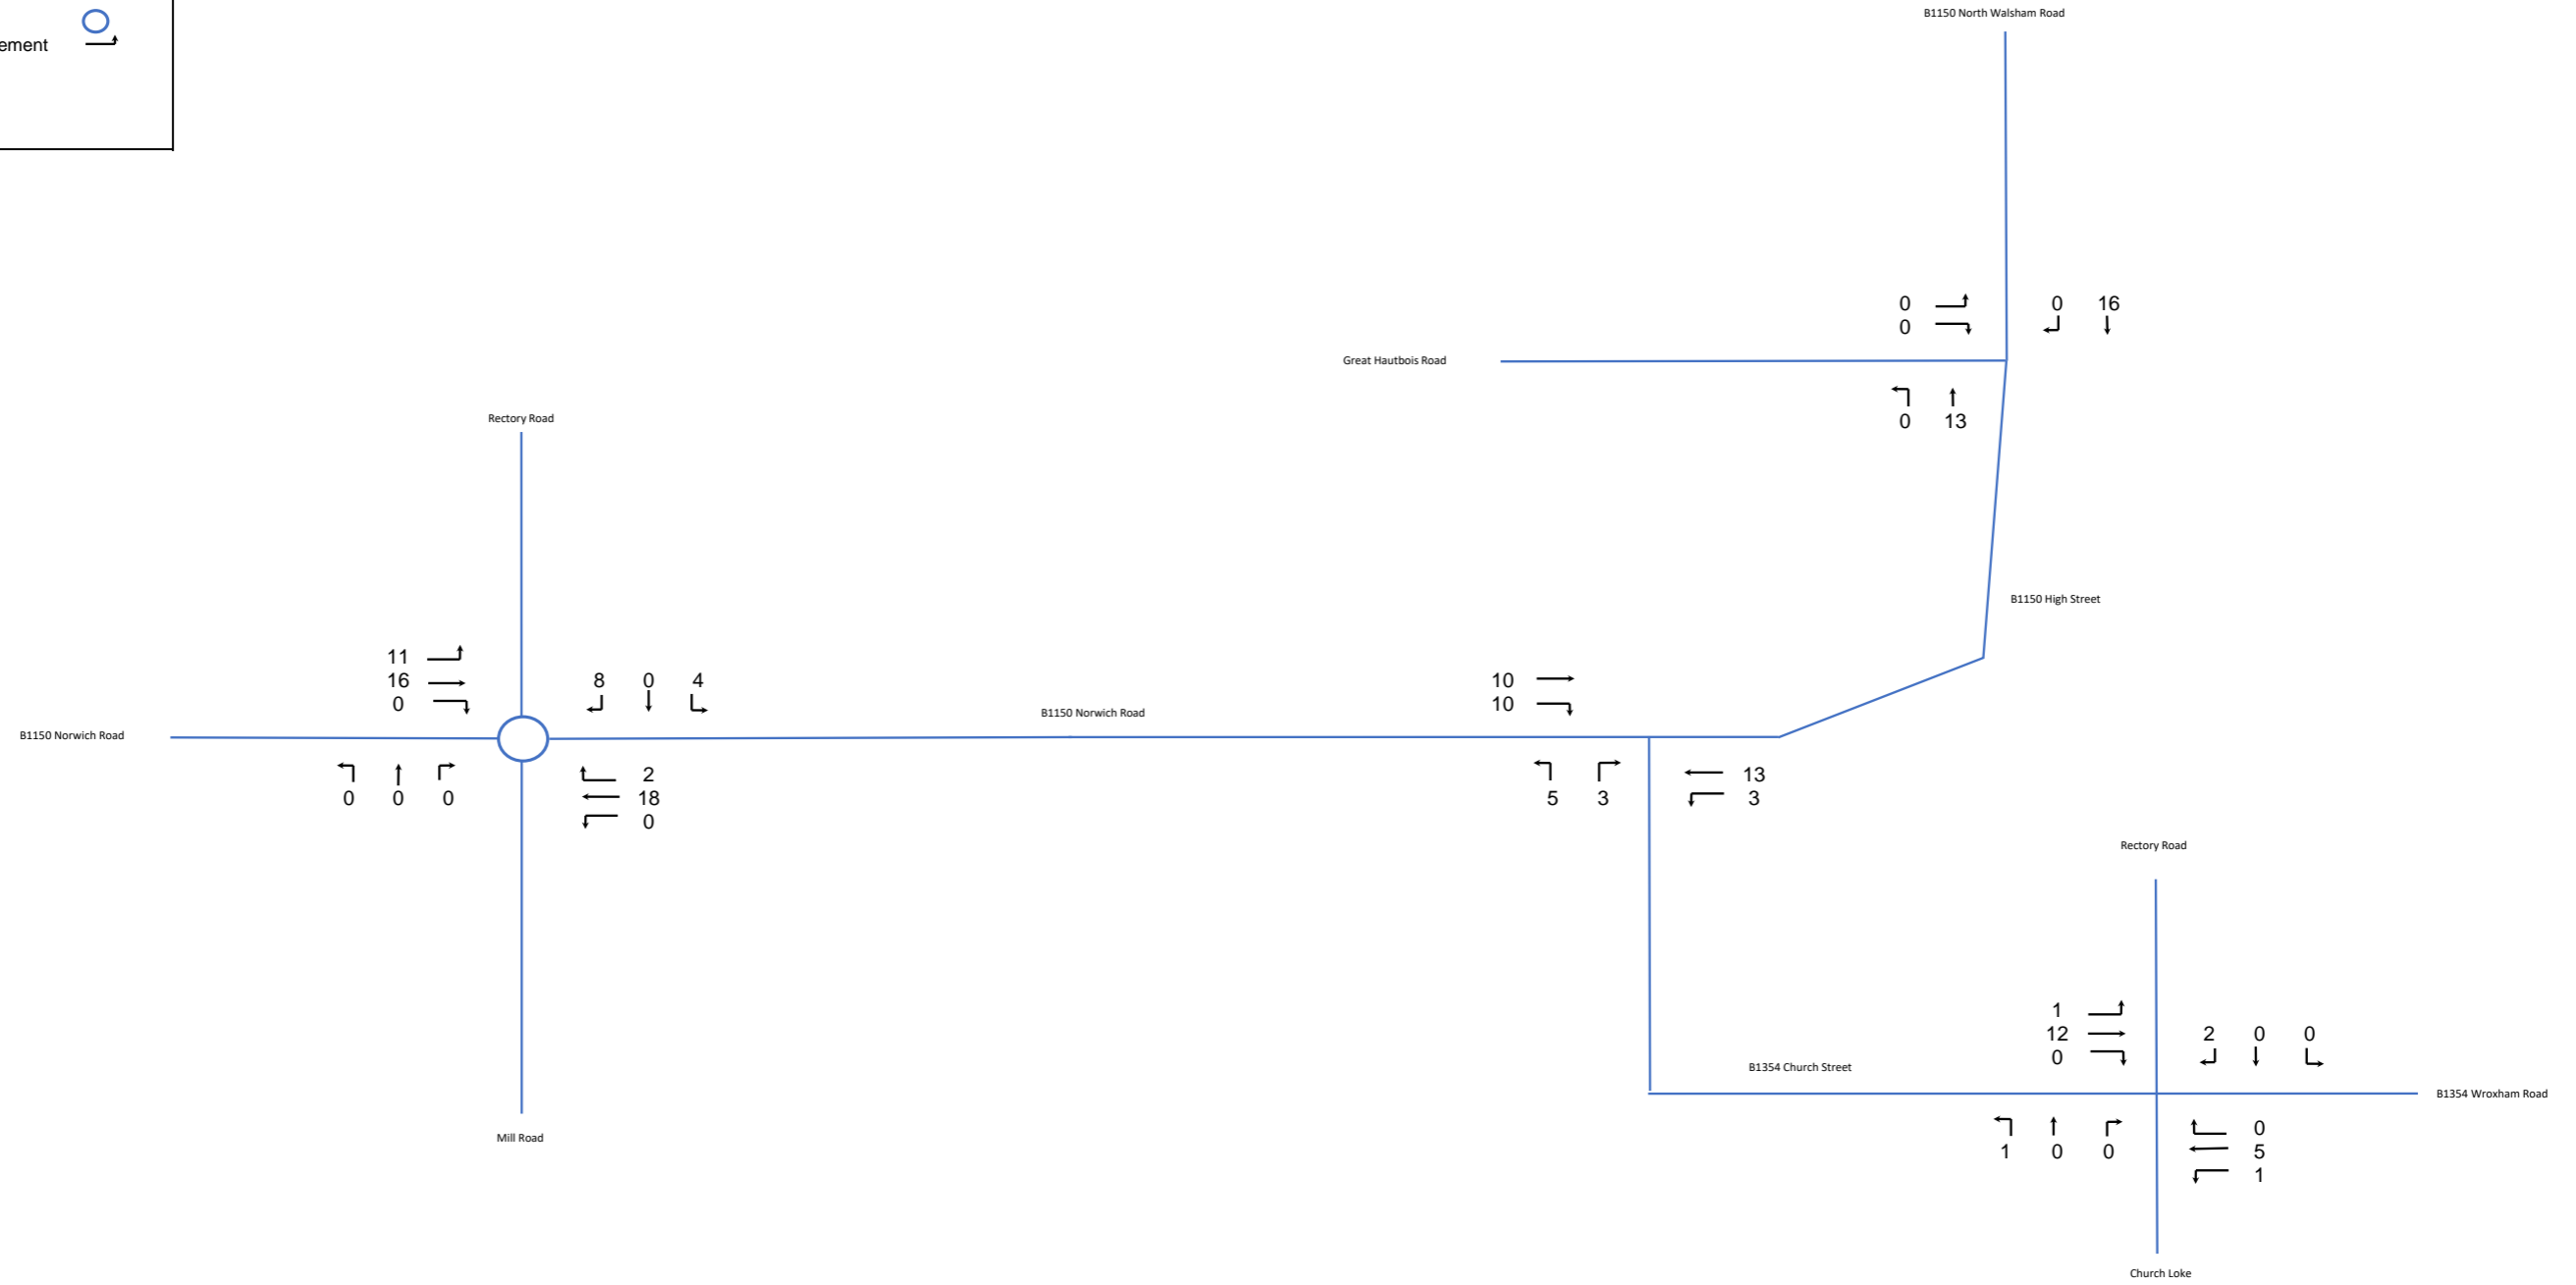 B1150 North Walsham Road
ement
0
0
0 16
Great Hautbois Road
0 13
Rectory Road
B1150 High Street
11
16
0
8 0 4
10
10
B1150 Norwich Road
B1150 Norwich Road
0 0 0
2
18
0
5 3
13
3
Rectory Road
1
12
0
2 0 0
B1354 Church Street
B1354 Wroxham Road
Mill Road
1 0 0
0
5
1
Church Loke